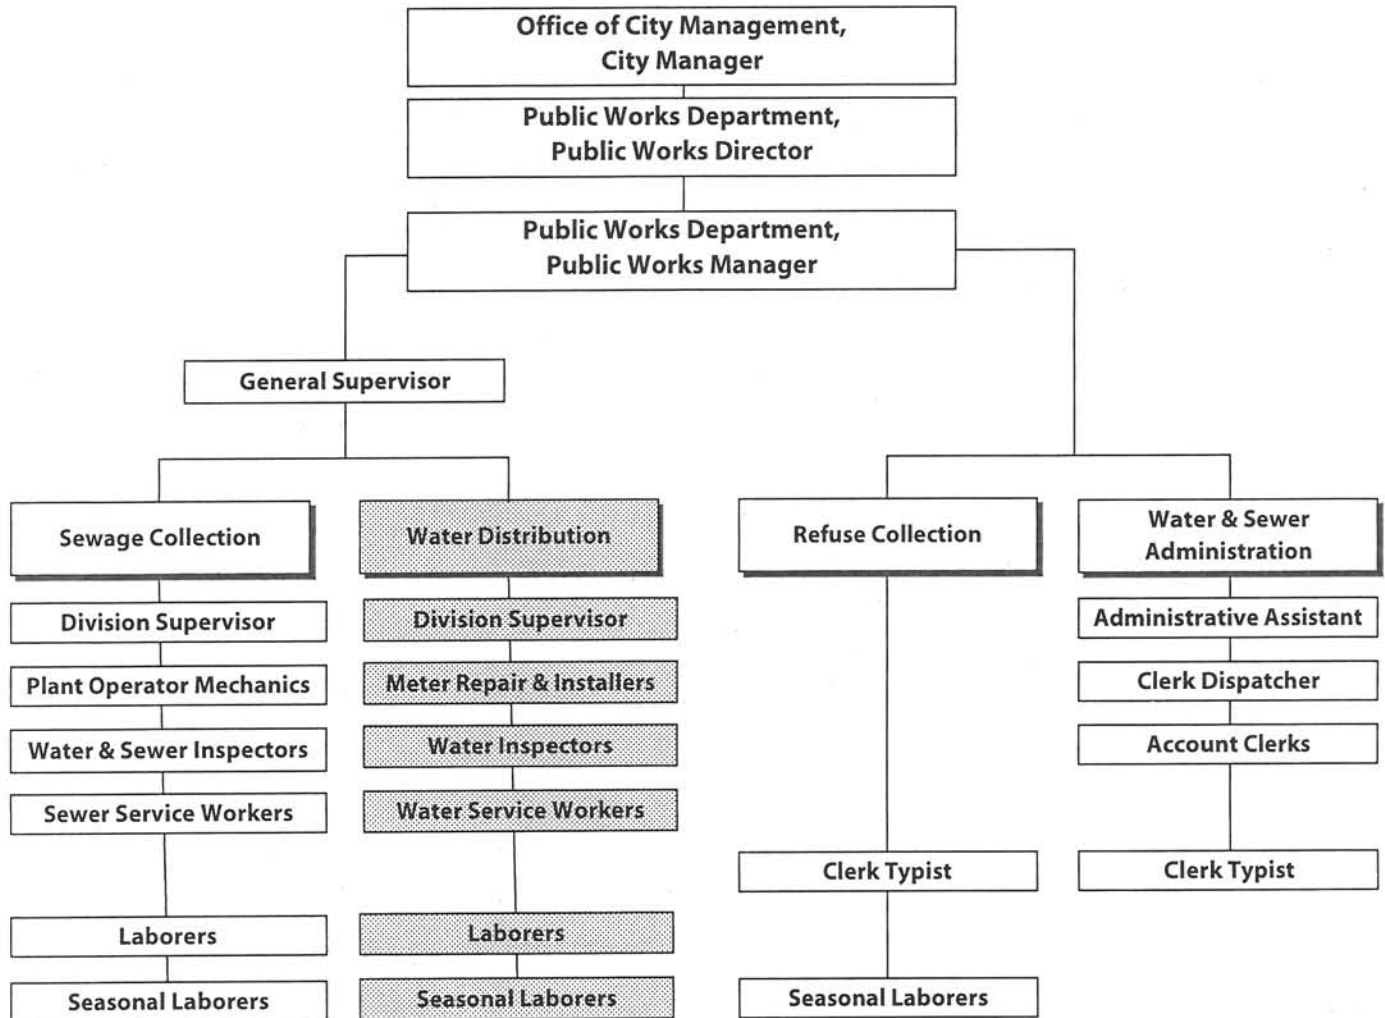 Office of City Management,
City Manager
Public Works Department,
Public Works Director
Public Works Department,
Public Works Manager
General Supervisor
Sewage Collection
Division Supervisor
Plant Operator Mechanics
Water & Sewer Inspectors
Sewer Service Workers
Laborers
Seasonal Laborers
Water Distribution
Division Supervisor
Meter Repair & Installers
Water Inspectors
Water Service Workers
Laborers
Seasonal Laborers
Refuse Collection
Clerk Typist
Seasonal Laborers
Water & Sewer
Administration
Administrative Assistant
Clerk Dispatcher
Account Clerks
Clerk Typist